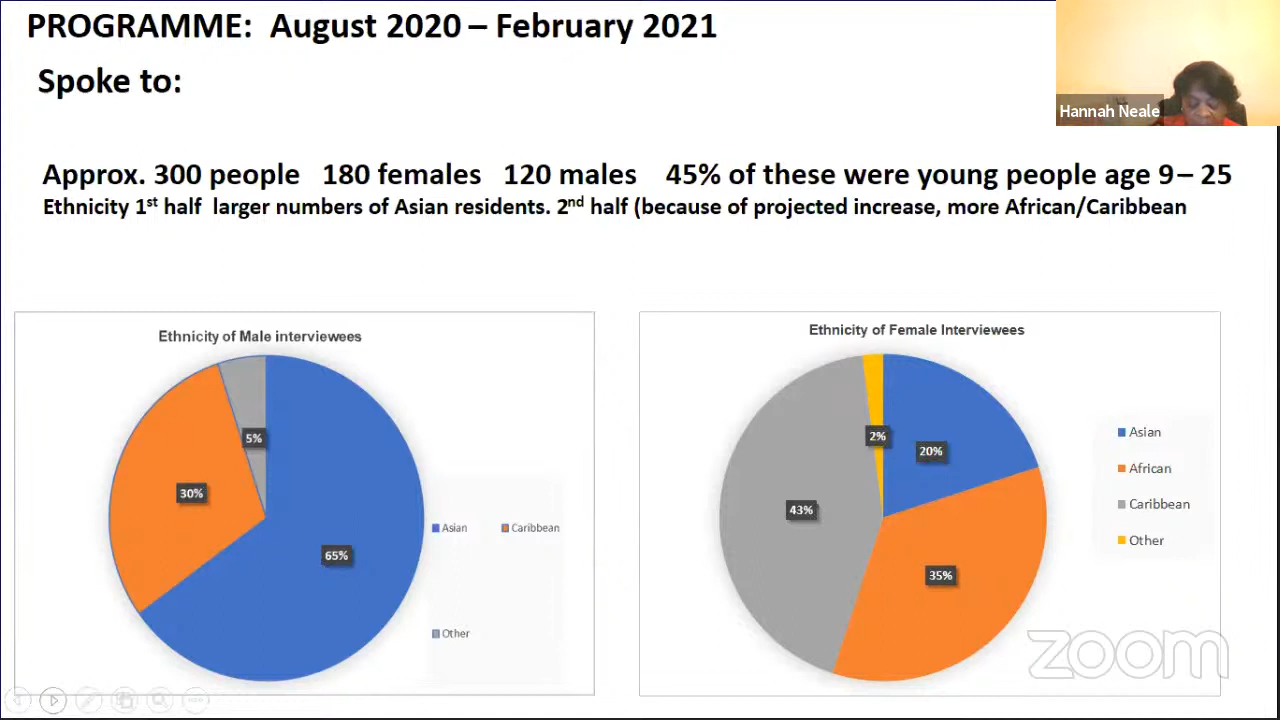 PROGRAMME:  August 2020 – February 2021
Spoke to:
Hannah Neale
Approx. 300 people   180 females   120 males    45% of these were young people age 9 – 25
Ethnicity 1st half  larger numbers of Asian residents. 2nd half (because of projected increase, more African/Caribbean
Ethnicity of Male interviewees
5%
30%
65%
Asian
Caribbean
Other
Ethnicity of Female Interviewees
2%
20%
43%
35%
Asian
African
Caribbean
Other
zoom